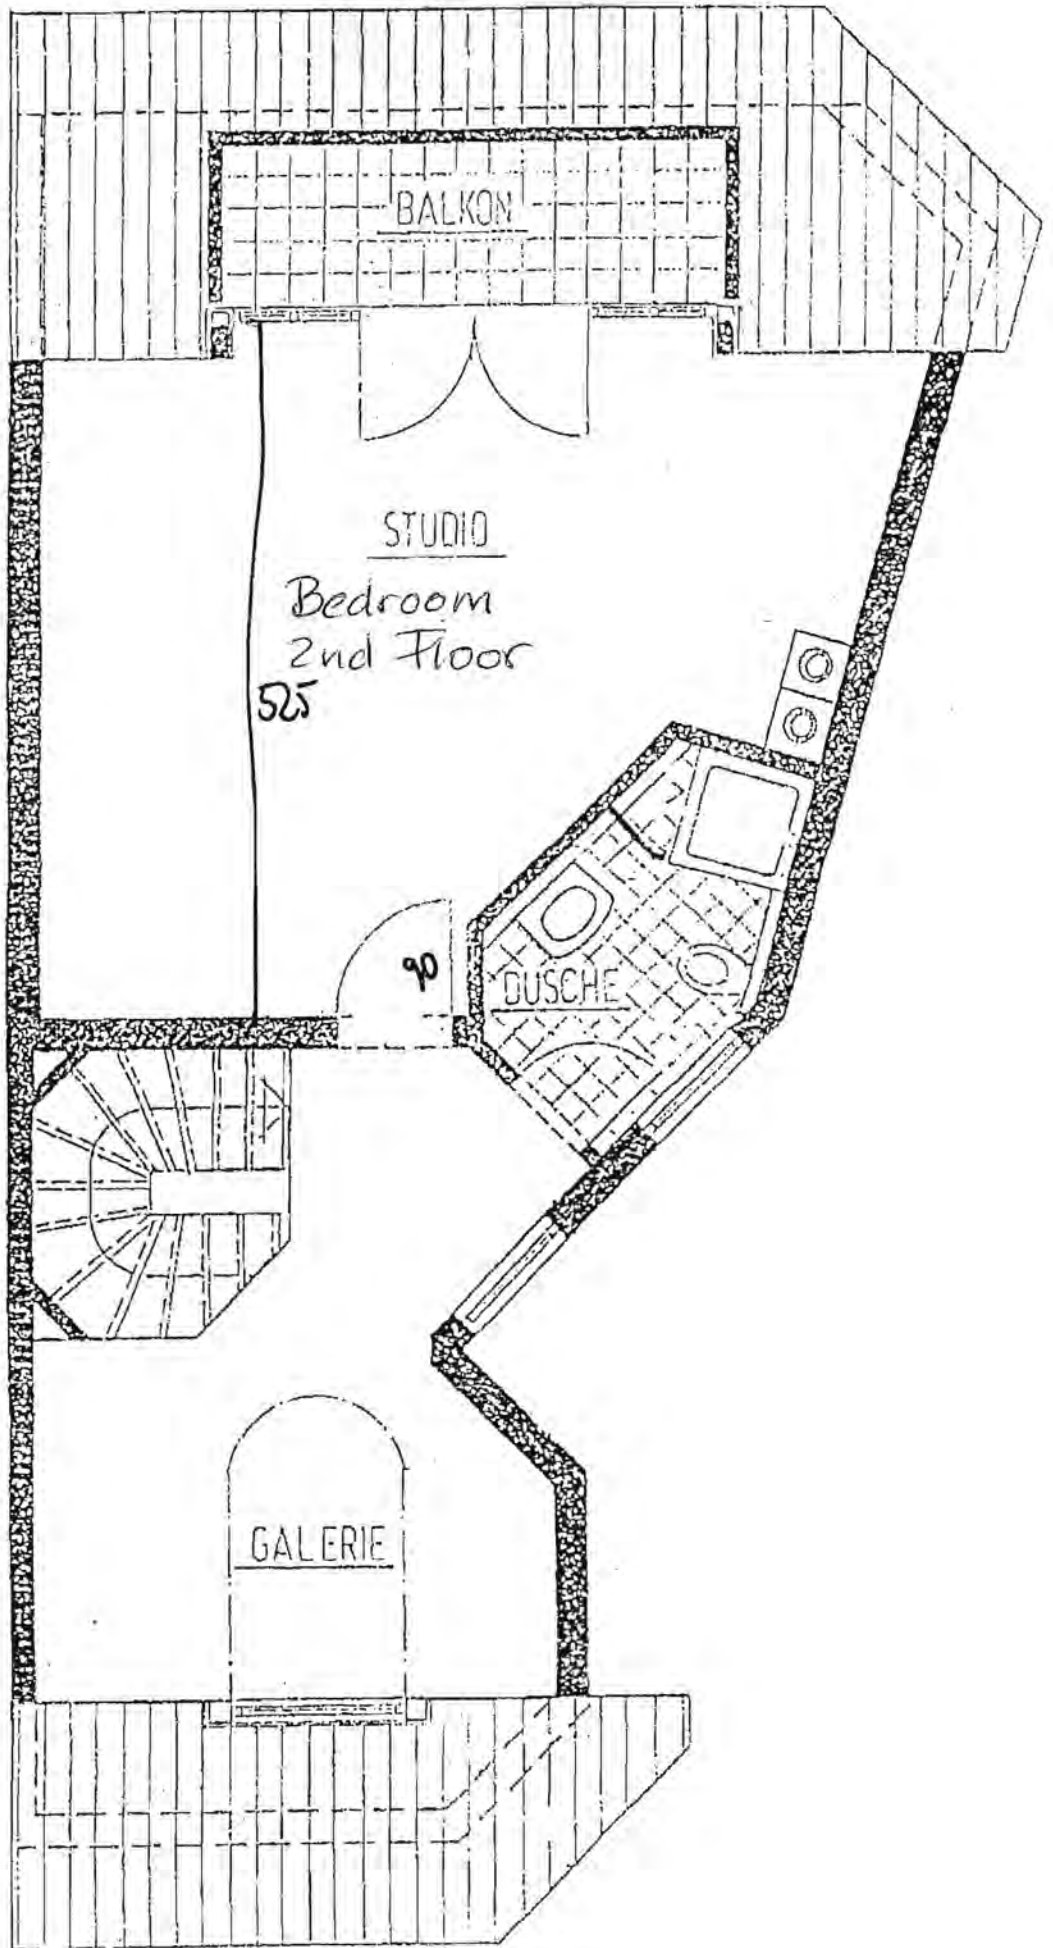 BALKON
STUDIO
Bedroom
2nd Floor
525
90
DUSCHE
GALERIE